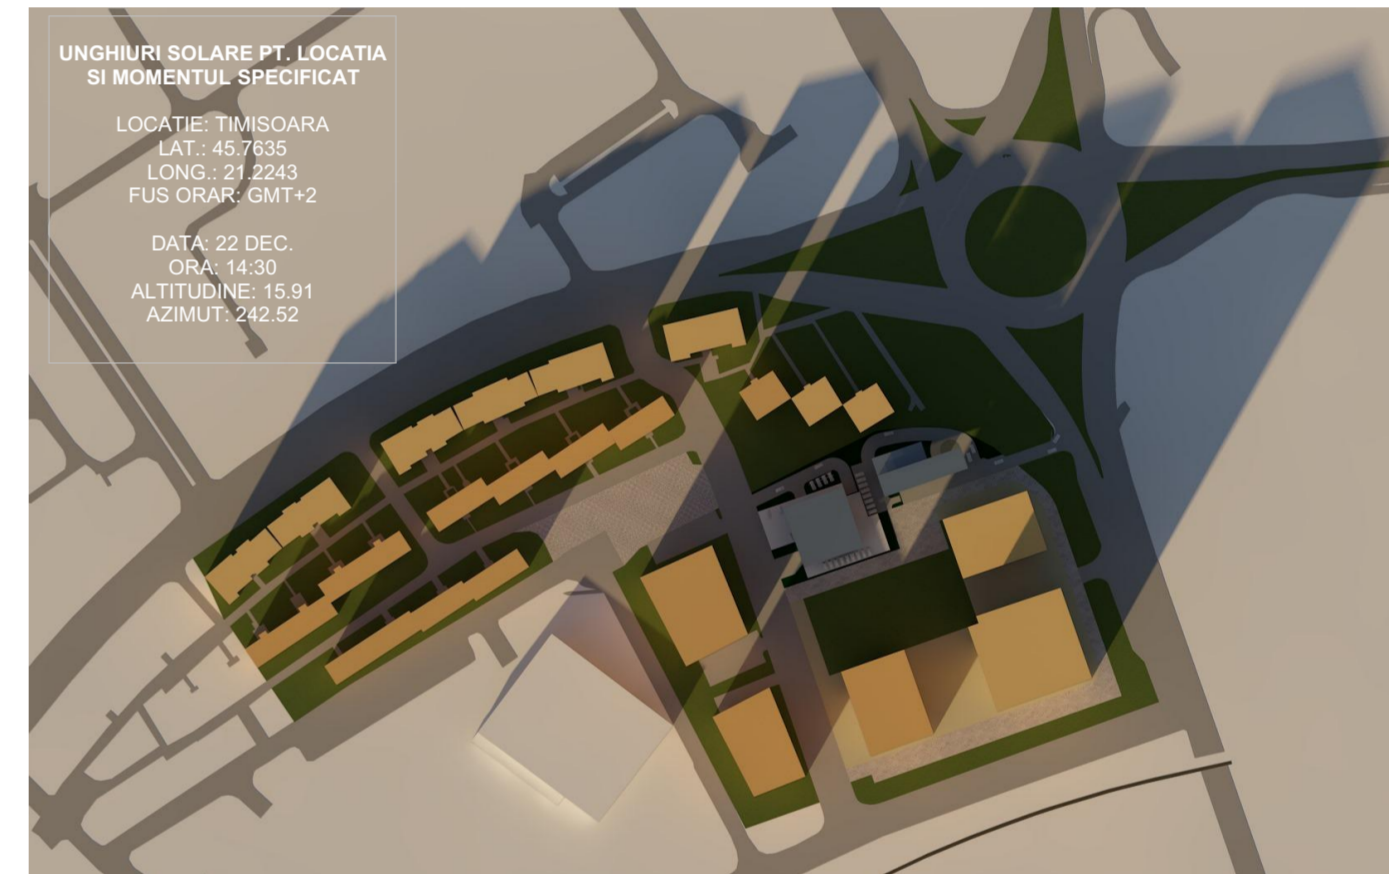 UNGHIURI SOLARE PT. LOCATIA
SI MOMENTUL SPECIFICAT
LOCATIE: TIMISOARA
LAT.: 45.7635
LONG.: 21.2243
FUS ORAR: GMT+2
DATA: 22 DEC.
ORA: 14:30
ALTITUDINE: 15.91
AZIMUT: 242.52